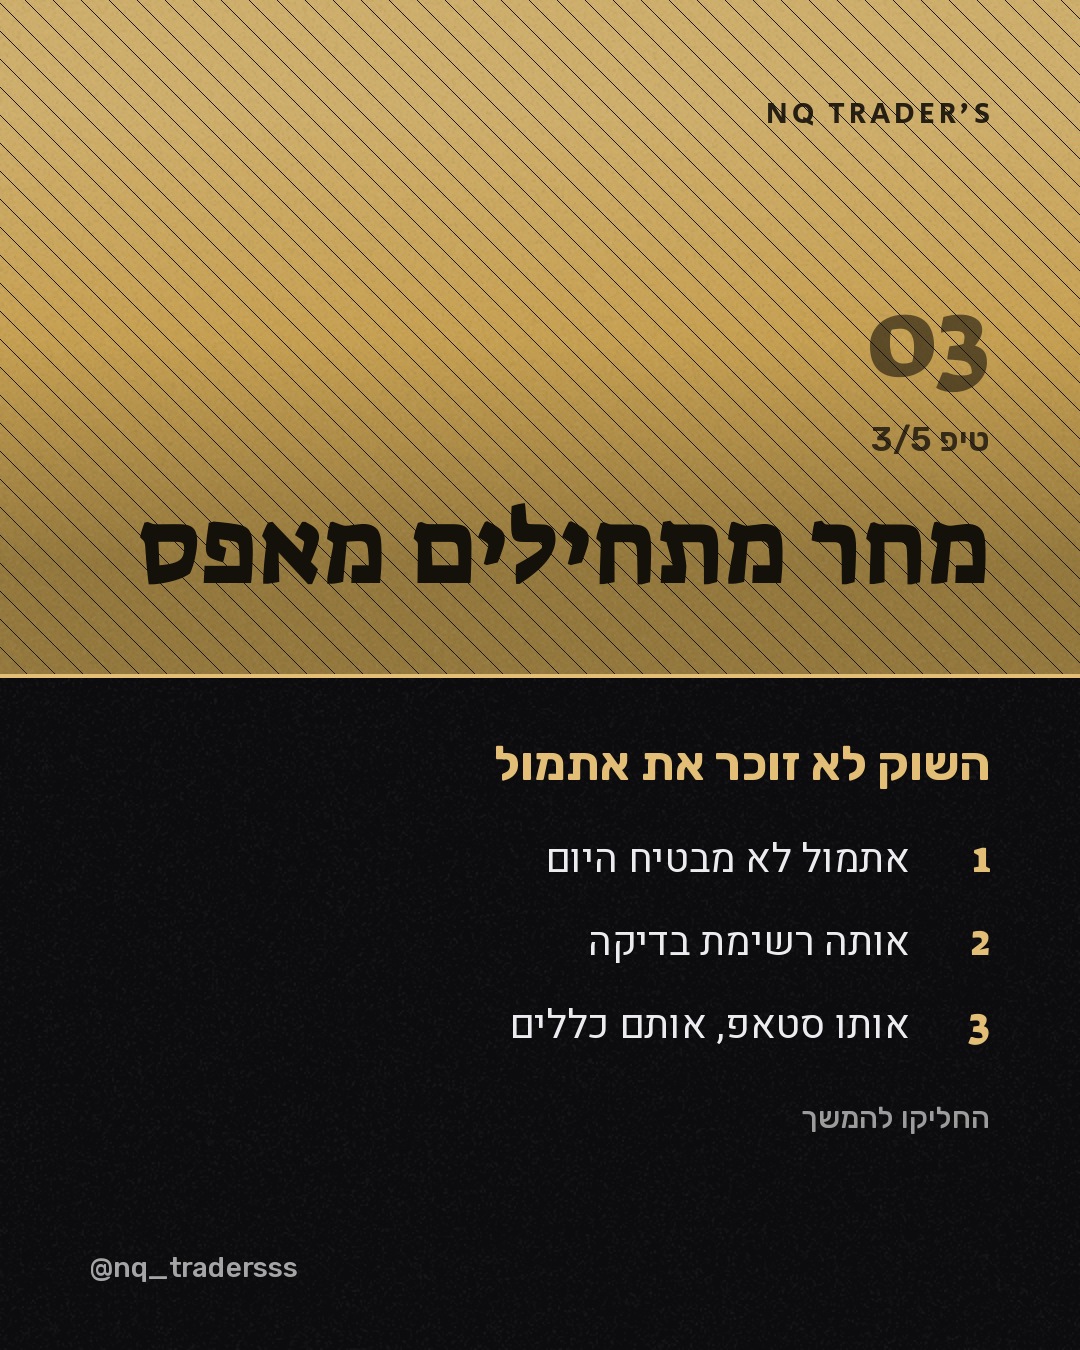 NQ TRADER’S
03
טיפ 3/5
מחר מתחילים מאפס
השוק לא זוכר את אתמול
1 אתמול לא מבטיח היום
2 אותה רשימת בדיקה
3 אותו סטאפ, אותם כללים
החליקו להמשך
@nq_tradersss